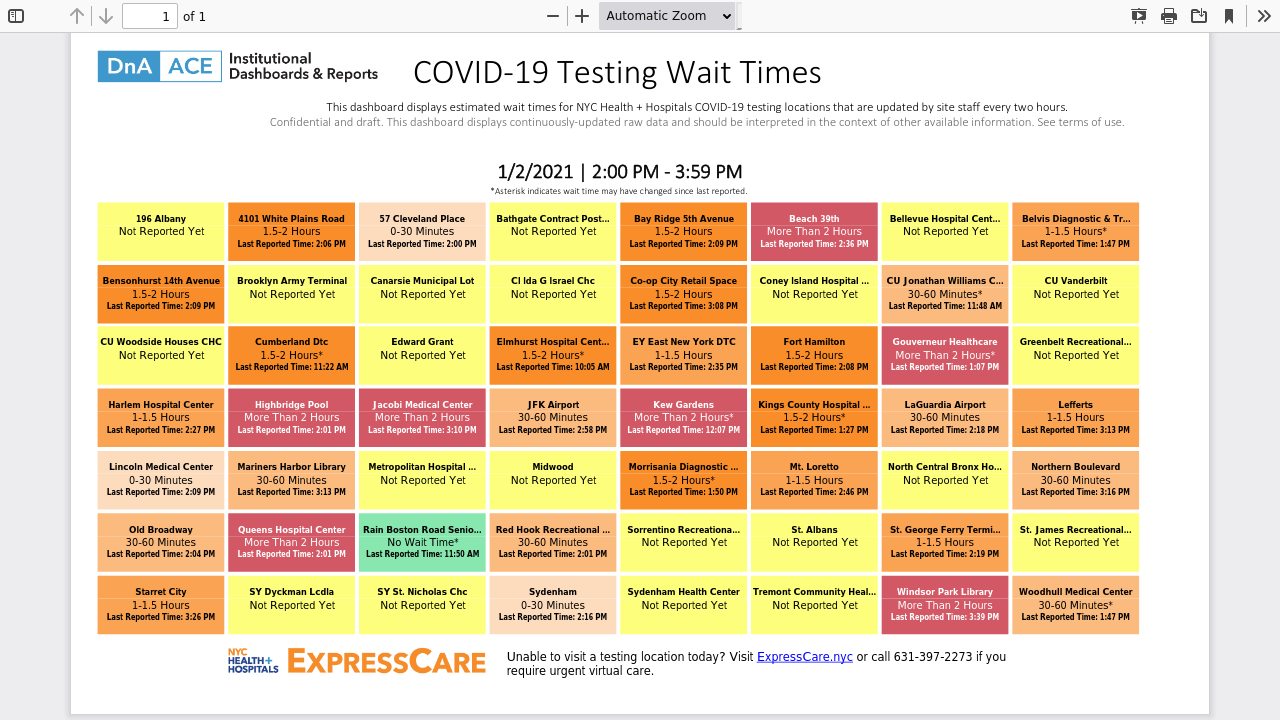 1
of 1
Automatic Zoom
DnA ACE Institutional
Dashboards & Reports
COVID-19 Testing Wait Times
This dashboard displays estimated wait times for NYC Health + Hospitals COVID-19 testing locations that are updated by site staff every two hours.
Confidential and draft. This dashboard displays continuously-updated raw data and should be interpreted in the context of other available information. See terms of use.
1/2/2021 | 2:00 PM - 3:59 PM
*Asterisk indicates wait time may have changed since last reported.
196 Albany
Not Reported Yet
4101 White Plains Road
1.5-2 Hours
Last Reported Time: 2:06 PM
57 Cleveland Place
0-30 Minutes
Last Reported Time: 2:00 PM
Bathgate Contract Post...
Not Reported Yet
Bay Ridge 5th Avenue
1.5-2 Hours
Last Reported Time: 2:09 PM
Beach 39th
More Than 2 Hours
Last Reported Time: 2:36 PM
Bellevue Hospital Cent...
Not Reported Yet
Belvis Diagnostic & Tr...
1-1.5 Hours*
Last Reported Time: 1:47 PM
Bensonhurst 14th Avenue
1.5-2 Hours
Last Reported Time: 2:09 PM
Brooklyn Army Terminal
Not Reported Yet
Canarsie Municipal Lot
Not Reported Yet
Cl Ida G Israel Chc
Not Reported Yet
Co-op City Retail Space
1.5-2 Hours
Last Reported Time: 3:08 PM
Coney Island Hospital ...
Not Reported Yet
CU Jonathan Williams C...
30-60 Minutes*
Last Reported Time: 11:48 AM
CU Vanderbilt
Not Reported Yet
CU Woodside Houses CHC
Not Reported Yet
Cumberland Dtc
1.5-2 Hours*
Last Reported Time: 11:22 AM
Edward Grant
Not Reported Yet
Elmhurst Hospital Cent...
1.5-2 Hours*
Last Reported Time: 10:05 AM
EY East New York DTC
1-1.5 Hours
Last Reported Time: 2:35 PM
Fort Hamilton
1.5-2 Hours
Last Reported Time: 2:08 PM
Gouverneur Healthcare
More Than 2 Hours*
Last Reported Time: 1:07 PM
Greenbelt Recreational...
Not Reported Yet
Harlem Hospital Center
1-1.5 Hours
Last Reported Time: 2:27 PM
Highbridge Pool
More Than 2 Hours
Last Reported Time: 2:01 PM
Jacobi Medical Center
More Than 2 Hours
Last Reported Time: 3:10 PM
JFK Airport
30-60 Minutes
Last Reported Time: 2:58 PM
Kew Gardens
More Than 2 Hours*
Last Reported Time: 12:07 PM
Kings County Hospital ...
1.5-2 Hours*
Last Reported Time: 1:27 PM
LaGuardia Airport
30-60 Minutes
Last Reported Time: 2:18 PM
Lefferts
1-1.5 Hours
Last Reported Time: 3:13 PM
Lincoln Medical Center
0-30 Minutes
Last Reported Time: 2:09 PM
Mariners Harbor Library
30-60 Minutes
Last Reported Time: 3:13 PM
Metropolitan Hospital ...
Not Reported Yet
Midwood
Not Reported Yet
Morrisania Diagnostic ...
1.5-2 Hours*
Last Reported Time: 1:50 PM
Mt. Loretto
1-1.5 Hours
Last Reported Time: 2:46 PM
North Central Bronx Ho...
Not Reported Yet
Northern Boulevard
30-60 Minutes
Last Reported Time: 3:16 PM
Old Broadway
30-60 Minutes
Last Reported Time: 2:04 PM
Queens Hospital Center
More Than 2 Hours
Last Reported Time: 2:01 PM
Rain Boston Road Senio...
No Wait Time*
Last Reported Time: 11:50 AM
Red Hook Recreational ...
30-60 Minutes
Last Reported Time: 2:01 PM
Sorrentino Recreationa...
Not Reported Yet
St. Albans
Not Reported Yet
St. George Ferry Termi...
1-1.5 Hours
Last Reported Time: 2:19 PM
St. James Recreational...
Not Reported Yet
Starret City
1-1.5 Hours
Last Reported Time: 3:26 PM
SY Dyckman Lcdla
Not Reported Yet
SY St. Nicholas Chc
Not Reported Yet
Sydenham
0-30 Minutes
Last Reported Time: 2:16 PM
Sydenham Health Center
Not Reported Yet
Tremont Community Heal...
Not Reported Yet
Windsor Park Library
More Than 2 Hours
Last Reported Time: 3:39 PM
Woodhull Medical Center
30-60 Minutes*
Last Reported Time: 1:47 PM
NYC
HEALTH+
HOSPITALS
EXPRESSCARE
Unable to visit a testing location today? Visit ExpressCare.nyc or call 631-397-2273 if you
require urgent virtual care.